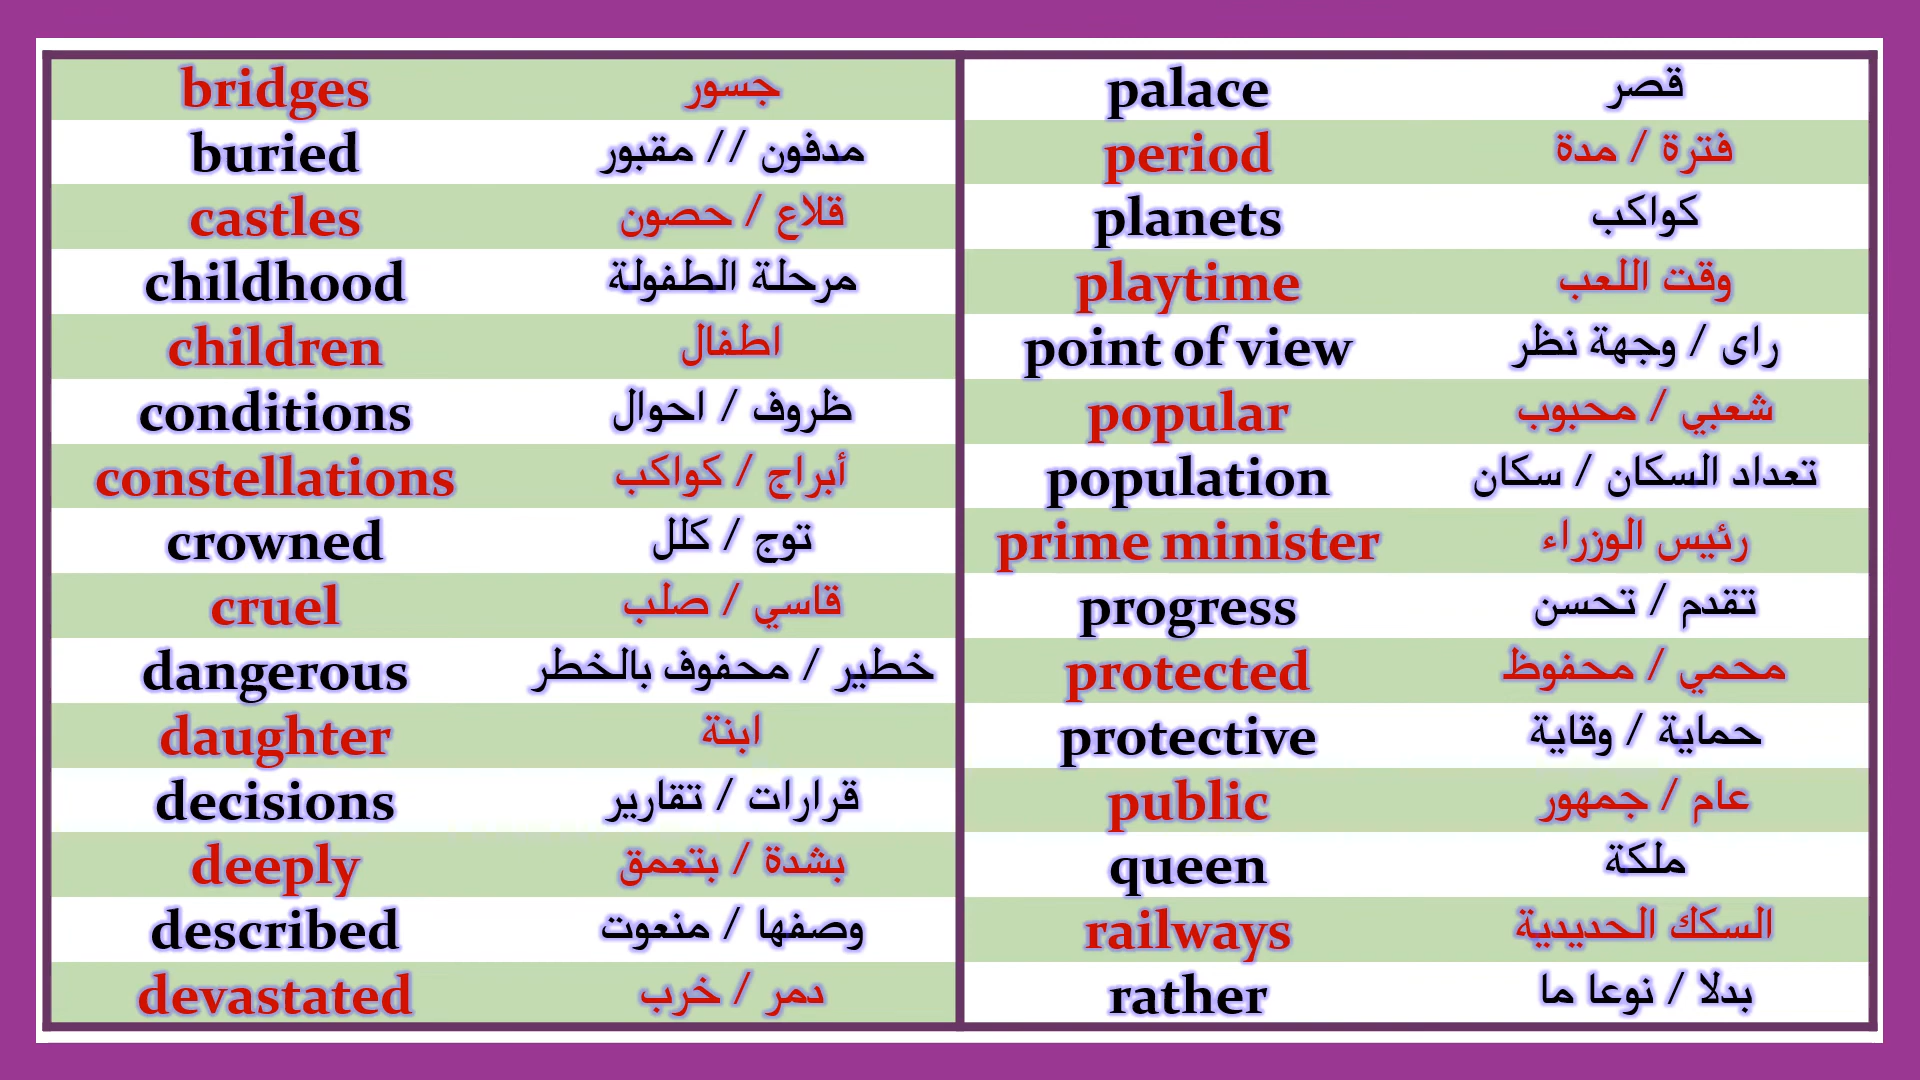 bridges جسور
buried مدفون // مقبور
castles قلاع / حصون
childhood مرحلة الطفولة
children اطفال
conditions ظروف / احوال
constellations أبراج / كواكب
crowned توج / كلل
cruel قاسي / صلب
dangerous خطير / محفوف بالخطر
daughter ابنة
decisions قرارات / تقارير
deeply بشدة / بتعمق
described وصفها / منعوت
devastated دمر / خرب
palace قصر
period فترة / مدة
planets كواكب
playtime وقت اللعب
point of view راى / وجهة نظر
popular شعبي / محبوب
population تعداد السكان / سكان
prime minister رئيس الوزراء
progress تقدم / تحسن
protected محمي / محفوظ
protective حماية / وقاية
public عام / جمهور
queen ملكة
railways السكك الحديدية
rather بدلا / نوعا ما